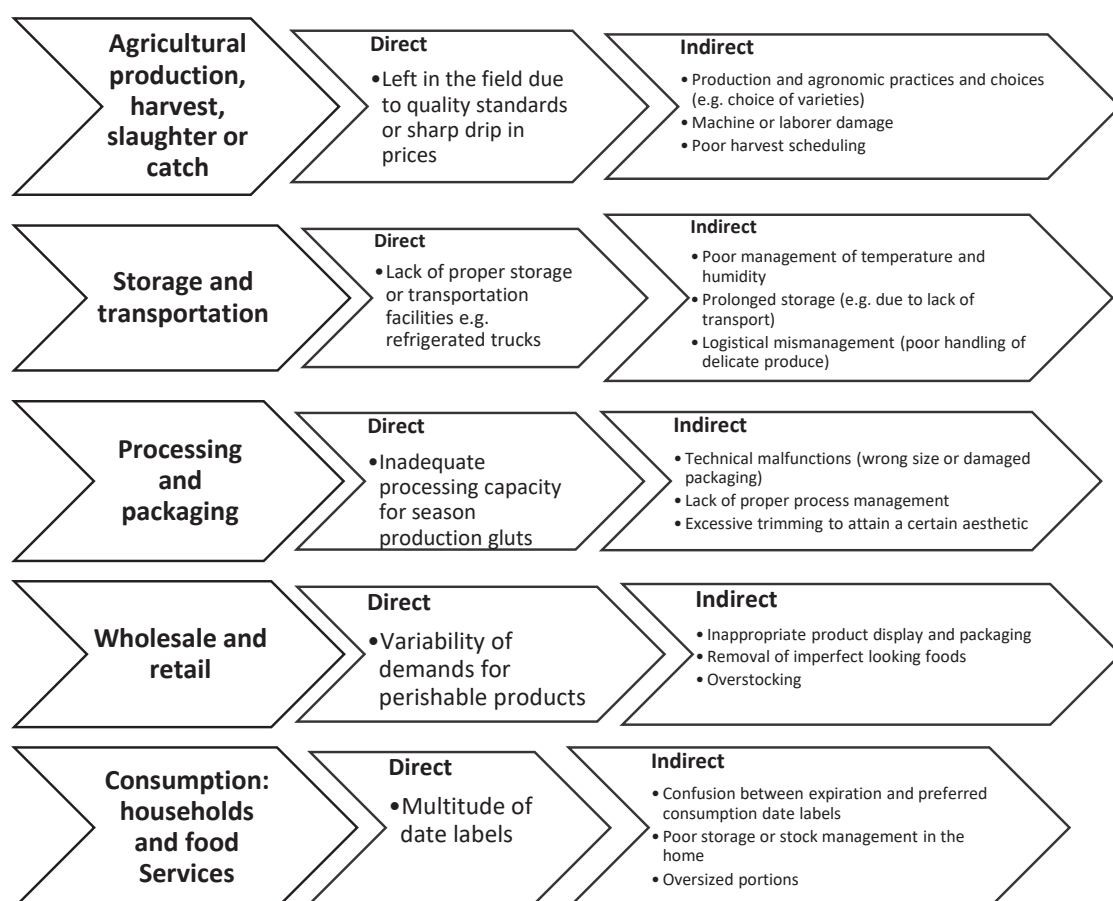 Agricultural
production,
harvest,
slaughter or
catch
Direct
•Left in the field due
to quality standards
or sharp drip in
prices
Indirect
• Production and agronomic practices and choices
(e.g. choice of varieties)
• Machine or laborer damage
• Poor harvest scheduling
Storage and
transportation
Direct
• Lack of proper storage
or transportation
facilities e.g.
refrigerated trucks
Indirect
• Poor management of temperature and
humidity
• Prolonged storage (e.g. due to lack of
transport)
• Logistical mismanagement (poor handling of
delicate produce)
Processing
and
packaging
Direct
•Inadequate
processing capacity
for season
production gluts
Indirect
• Technical malfunctions (wrong size or damaged
packaging)
• Lack of proper process management
• Excessive trimming to attain a certain aesthetic
Wholesale and
retail
Direct
•Variability of
demands for
perishable products
Indirect
• Inappropriate product display and packaging
• Removal of imperfect looking foods
• Overstocking
Consumption:
households
and food
Services
Direct
•Multitude of
date labels
Indirect
• Confusion between expiration and preferred
consumption date labels
• Poor storage or stock management in the
home
• Oversized portions